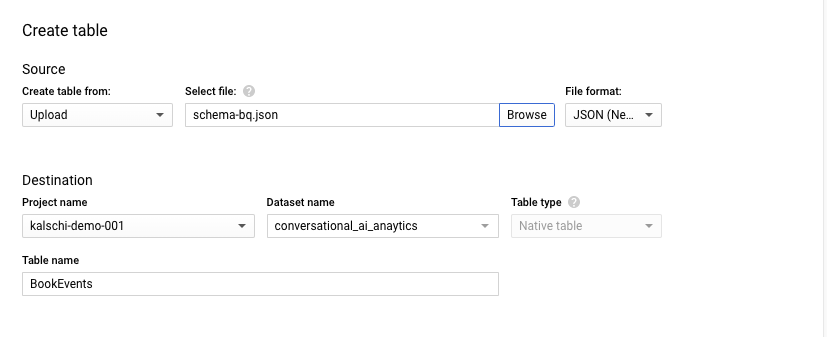 Create table
Source
Create table from: Select file: ? File format:
Upload schema-bq.json Browse JSON (Ne...
Destination
Project name Dataset name Table type ?
kalschi-demo-001 conversational_ai_anaytics Native table
Table name
BookEvents